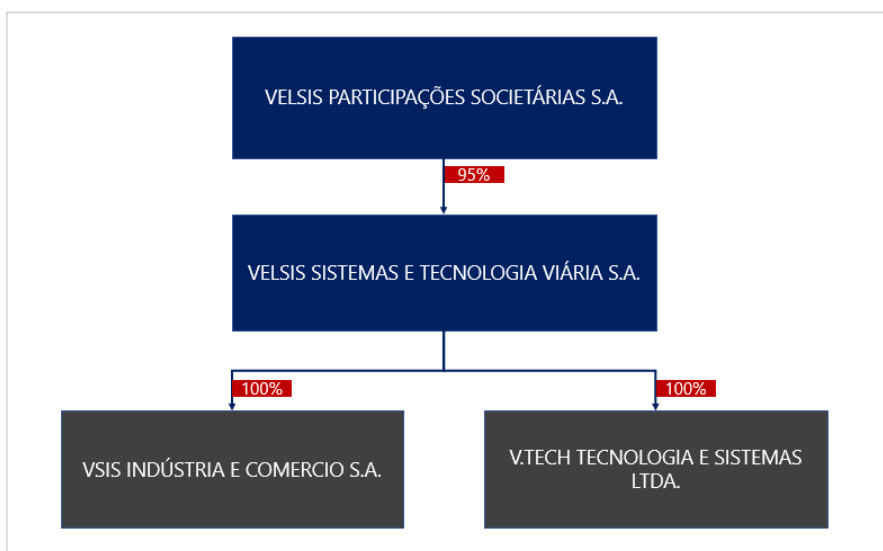 VELSIS PARTICIPAÇÕES SOCIETÁRIAS S.A.
95%
VELSIS SISTEMAS E TECNOLOGIA VIÁRIA S.A.
100%
100%
VSIS INDÚSTRIA E COMERCIO S.A.
V.TECH TECNOLOGIA E SISTEMAS
LTDA.